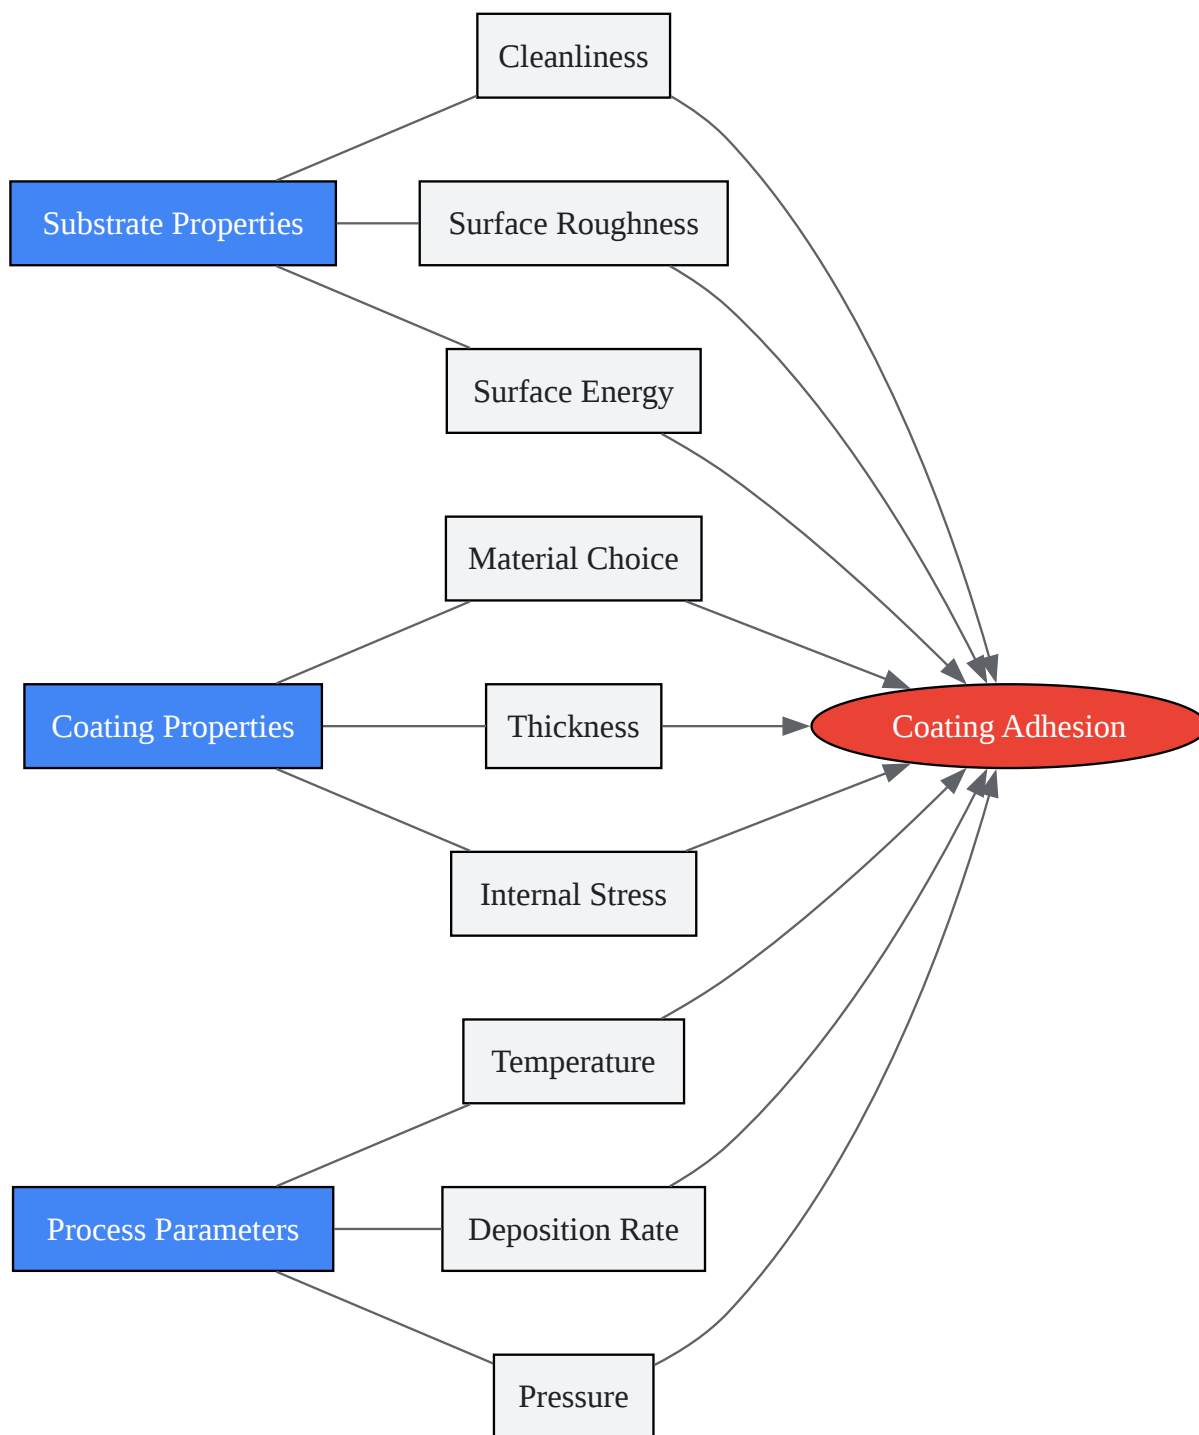 Cleanliness
Substrate Properties
Surface Roughness
Surface Energy
Material Choice
Coating Properties
Thickness
Coating Adhesion
Internal Stress
Temperature
Process Parameters
Deposition Rate
Pressure